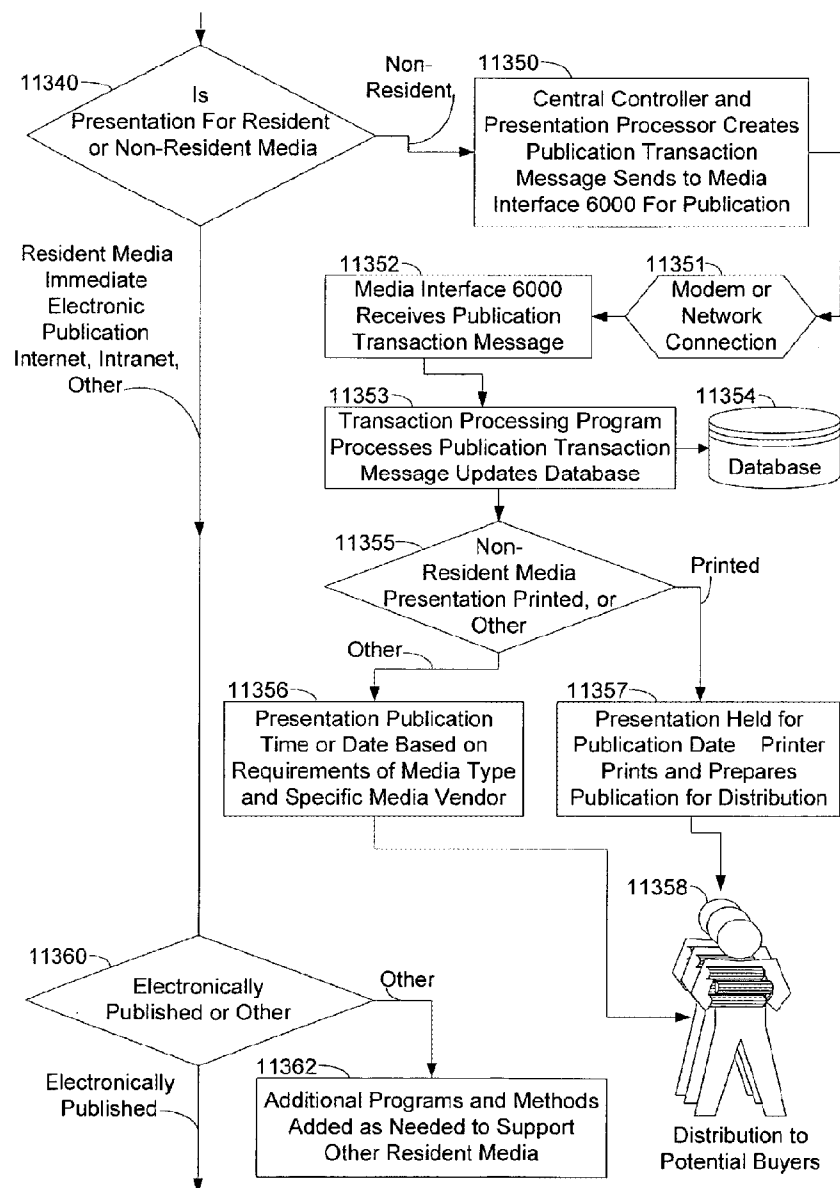 11340
Is
Presentation For Resident
or Non-Resident Media
Non-
Resident
11350
Central Controller and
Presentation Processor Creates
Publication Transaction
Message Sends to Media
Interface 6000 For Publication
Resident Media
Immediate
Electronic
Publication
Internet, Intranet,
Other
11352
Media Interface 6000
Receives Publication
Transaction Message
11351
Modem or
Network
Connection
11353
Transaction Processing Program
Processes Publication Transaction
Message Updates Database
11354
Database
11355
Non-
Resident Media
Presentation Printed, or
Other
Printed
Other
11356
Presentation Publication
Time or Date Based on
Requirements of Media Type
and Specific Media Vendor
11357
Presentation Held for
Publication Date Printer
Prints and Prepares
Publication for Distribution
11358
Distribution to
Potential Buyers
11360
Electronically
Published or Other
Other
Electronically
Published
11362
Additional Programs and Methods
Added as Needed to Support
Other Resident Media